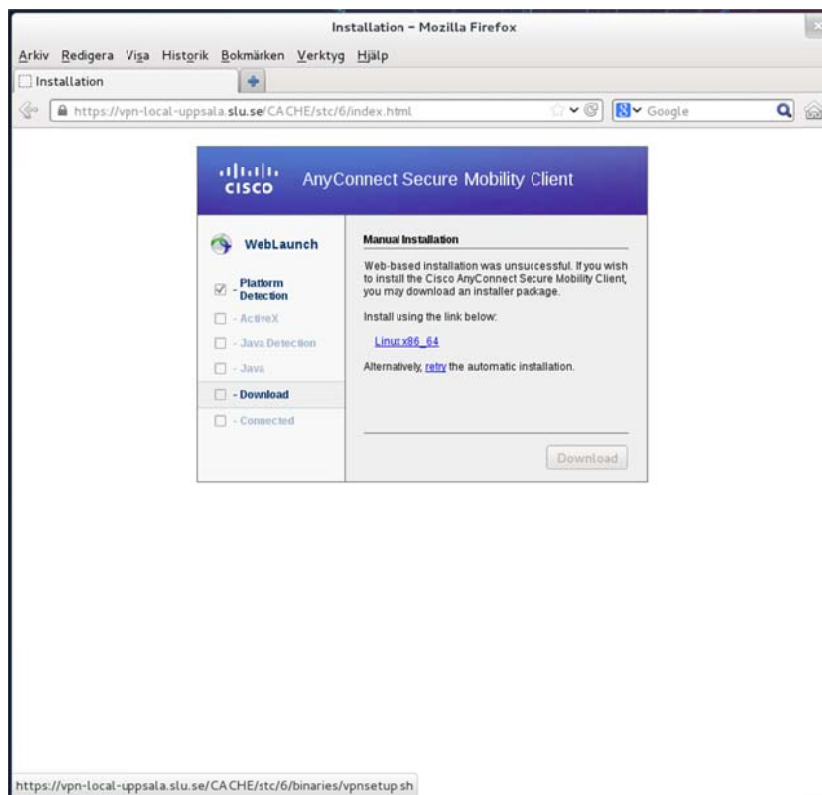 Installation – Mozilla Firefox
Arkiv Redigera Visa Historik Bokmärken Verktyg Hjälp
Installation
https://vpn-local-uppsala.slu.se/CACHE/stc/6/index.html
Google
CISCO
AnyConnect Secure Mobility Client
WebLaunch
- Platform
Detection
- ActiveX
- Java Detection
- Java
- Download
- Connected
Manual Installation
Web-based installation was unsuccessful. If you wish
to install the Cisco AnyConnect Secure Mobility Client,
you may download an installer package.
Install using the link below:
Linux x86_64
Alternatively, retry the automatic installation.
Download
https://vpn-local-uppsala.slu.se/CACHE/stc/6/binaries/vpnsetup.sh